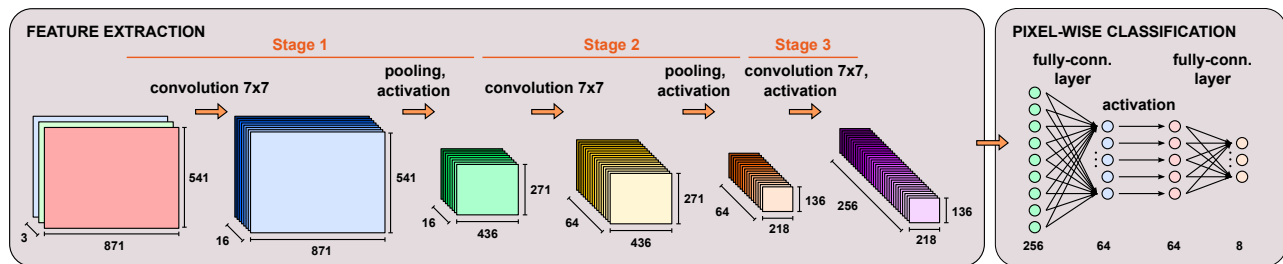 FEATURE EXTRACTION
Stage 1
Stage 2
Stage 3
convolution 7x7
pooling,
activation
convolution 7x7
pooling,
activation
convolution 7x7,
activation
541
3
871
541
16
871
271
16
436
271
64
436
136
64
218
256
136
218
PIXEL-WISE CLASSIFICATION
fully-conn.
layer
activation
fully-conn.
layer
256
64
64
8